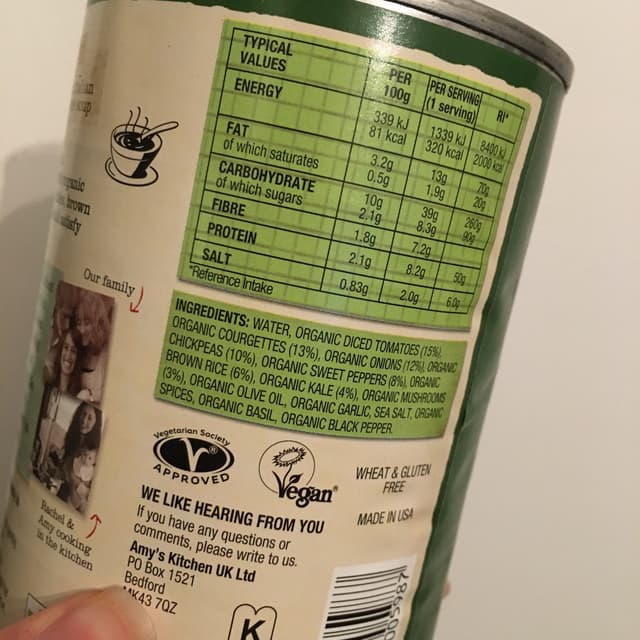 TYPICAL VALUES
PER 100g
PER SERVING (1 serving)
RI*
ENERGY
339 kJ 1339 kJ 8400 kJ
81 kcal 320 kcal 2000 kcal
FAT 3.2g 13g 70g
of which saturates 0.5g 1.9g 20g
CARBOHYDRATE 10g 39g 260g
of which sugars 2.1g 8.3g 90g
FIBRE 1.8g 7.2g
PROTEIN 2.1g 8.2g 50g
SALT 0.83g 2.0g 6.0g
*Reference Intake
INGREDIENTS: WATER, ORGANIC DICED TOMATOES (15%),
ORGANIC COURGETTES (13%), ORGANIC ONIONS (12%), ORGANIC
CHICKPEAS (10%), ORGANIC SWEET PEPPERS (8%), ORGANIC
BROWN RICE (6%), ORGANIC KALE (4%), ORGANIC MUSHROOMS
(3%), ORGANIC OLIVE OIL, ORGANIC GARLIC, SEA SALT, ORGANIC
SPICES, ORGANIC BASIL, ORGANIC BLACK PEPPER.
Vegetarian Society
APPROVED
Vegan
WHEAT & GLUTEN
FREE
MADE IN USA
WE LIKE HEARING FROM YOU
If you have any questions or
comments, please write to us.
Amy's Kitchen UK Ltd
PO Box 1521
Bedford
MK43 7QZ
K
Our family
Rachel &
Amy cooking
in the kitchen
brown